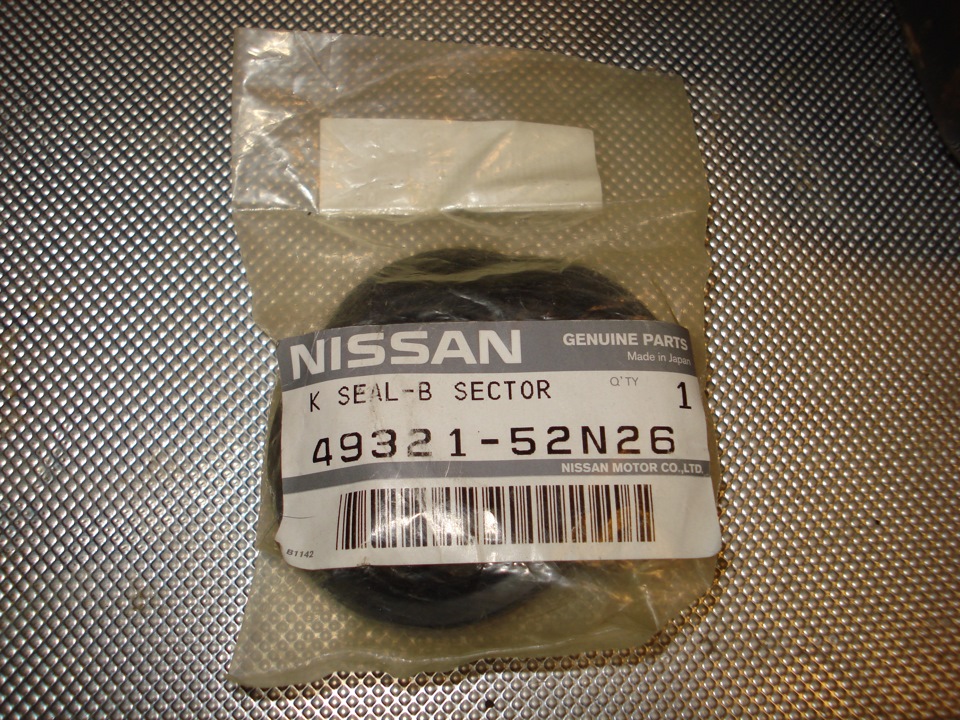 NISSAN GENUINE PARTS
Made in Japan
K SEAL-B SECTOR Q'TY 1
49321-52N26
NISSAN MOTOR CO.,LTD.
B1142